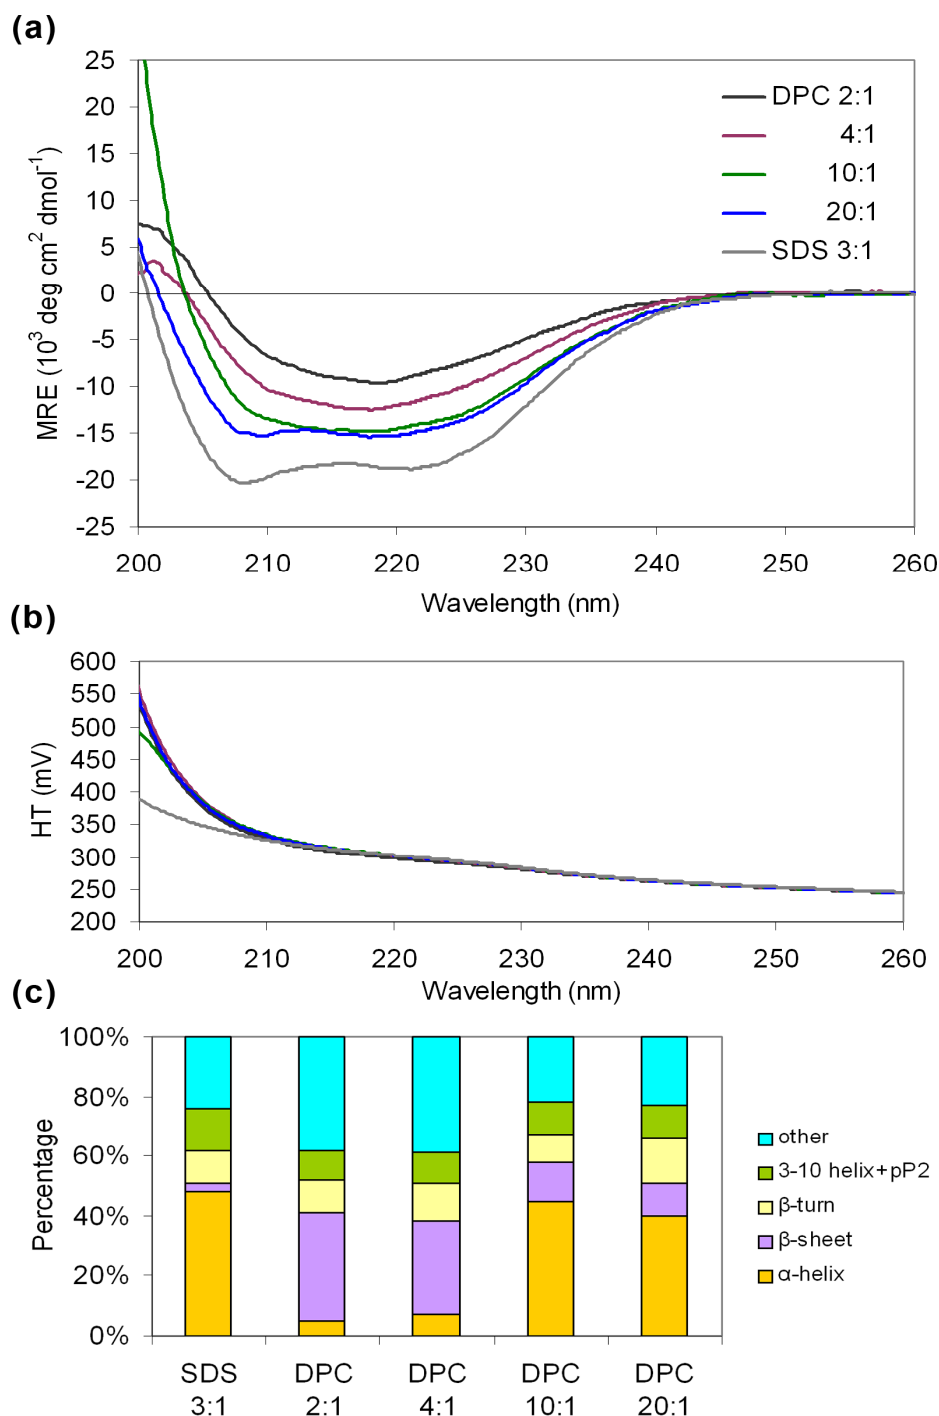 (a)
25
20
15
10
5
0
-5
-10
-15
-20
-25
MRE (10³ deg cm² dmol⁻¹)
DPC 2:1
4:1
10:1
20:1
SDS 3:1
200 210 220 230 240 250 260
Wavelength (nm)
(b)
600
550
500
450
400
350
300
250
200
HT (mV)
200 210 220 230 240 250 260
Wavelength (nm)
(c)
100%
80%
60%
40%
20%
0%
Percentage
other
3-10 helix+pP2
β-turn
β-sheet
α-helix
SDS DPC DPC DPC DPC
3:1 2:1 4:1 10:1 20:1